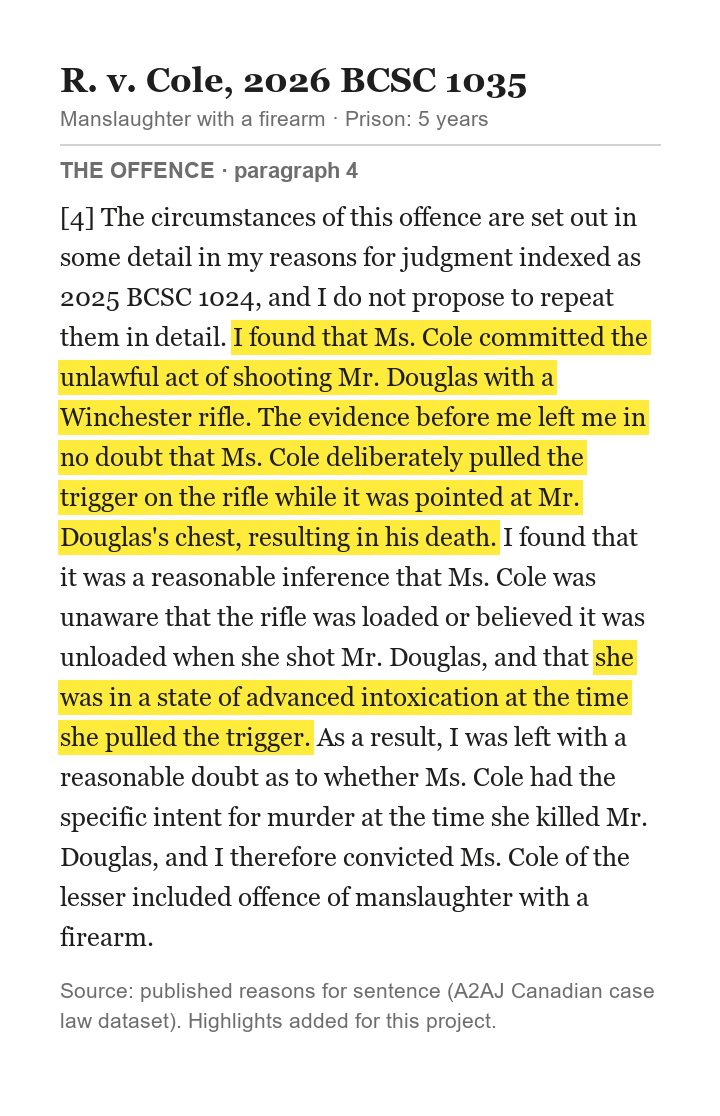 R. v. Cole, 2026 BCSC 1035
Manslaughter with a firearm · Prison: 5 years
THE OFFENCE · paragraph 4
[4] The circumstances of this offence are set out in
some detail in my reasons for judgment indexed as
2025 BCSC 1024, and I do not propose to repeat
them in detail. I found that Ms. Cole committed the
unlawful act of shooting Mr. Douglas with a
Winchester rifle. The evidence before me left me in
no doubt that Ms. Cole deliberately pulled the
trigger on the rifle while it was pointed at Mr.
Douglas's chest, resulting in his death. I found that
it was a reasonable inference that Ms. Cole was
unaware that the rifle was loaded or believed it was
unloaded when she shot Mr. Douglas, and that she
was in a state of advanced intoxication at the time
she pulled the trigger. As a result, I was left with a
reasonable doubt as to whether Ms. Cole had the
specific intent for murder at the time she killed Mr.
Douglas, and I therefore convicted Ms. Cole of the
lesser included offence of manslaughter with a
firearm.
Source: published reasons for sentence (A2AJ Canadian case
law dataset). Highlights added for this project.